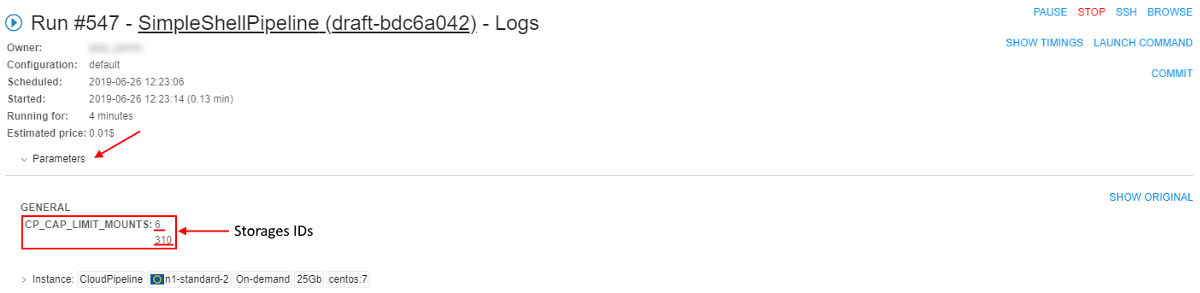 Run #547 - SimpleShellPipeline (draft-bdc6a042) - Logs
PAUSE STOP SSH BROWSE
Owner:
SHOW TIMINGS LAUNCH COMMAND
Configuration: default
COMMIT
Scheduled: 2019-06-26 12:23:06
Started: 2019-06-26 12:23:14 (0.13 min)
Running for: 4 minutes
Estimated price: 0.01$
Parameters
SHOW ORIGINAL
GENERAL
CP_CAP_LIMIT_MOUNTS: 6
310
Storages IDs
Instance: CloudPipeline n1-standard-2 On-demand 25Gb centos:7